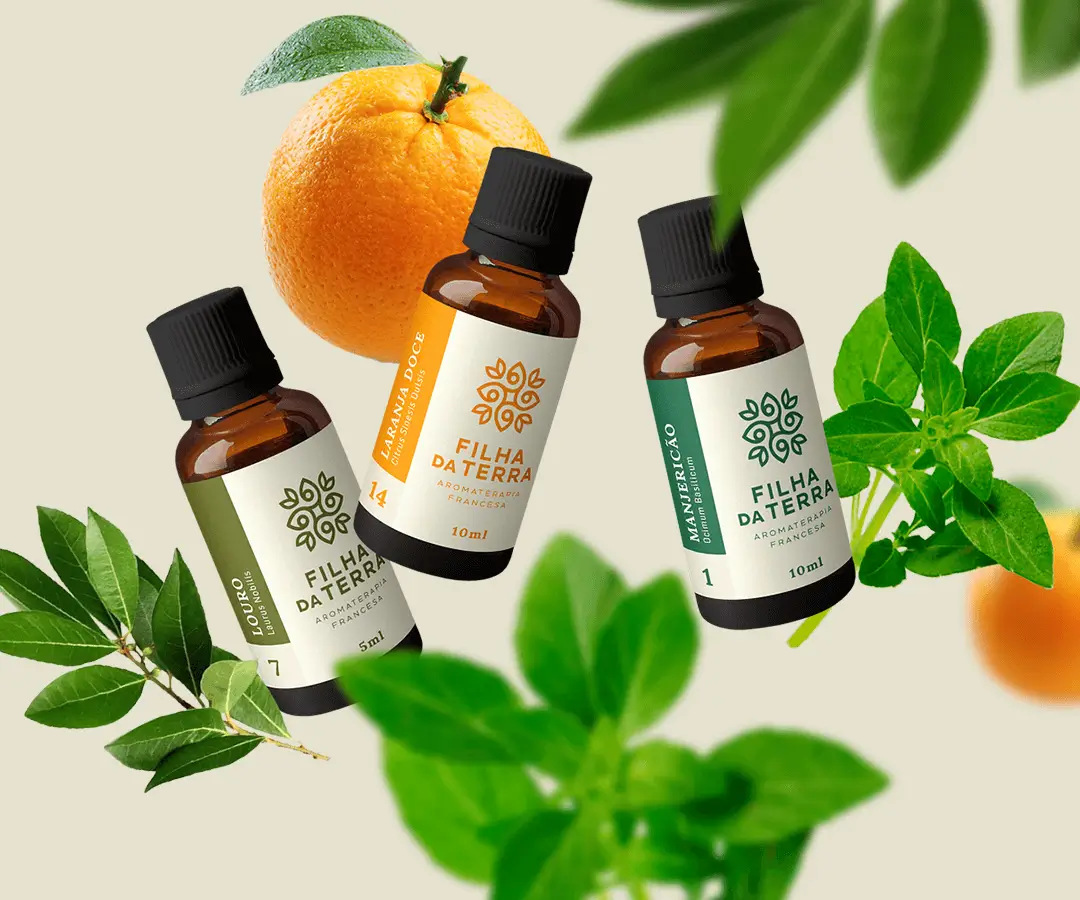 LOURO
Laurus Nobilis
7
FILHA
DA TERRA
AROMATERAPIA
FRANCESA
5ml
LARANJA DOCE
Citrus Sinesis Dulsis
14
FILHA
DA TERRA
AROMATERAPIA
FRANCESA
10ml
MANJERICÃO
Ocimum Basilicum
1
FILHA
DA TERRA
AROMATERAPIA
FRANCESA
10ml